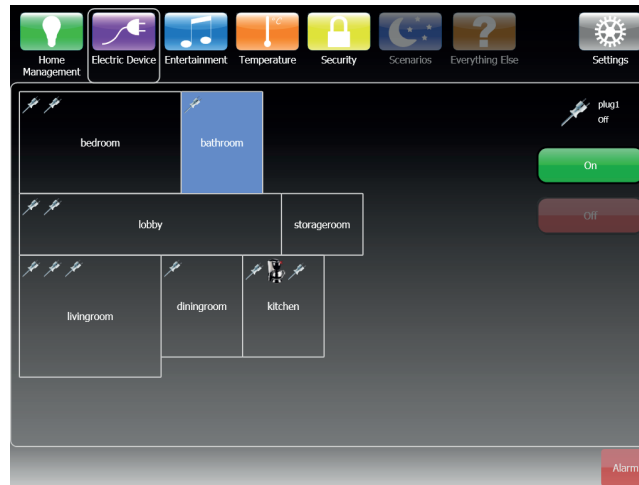 °C
Home
Management
Electric Device
Entertainment
Temperature
Security
Scenarios
Everything Else
Settings
bedroom
bathroom
plug1
Off
On
Off
lobby
storageroom
livingroom
diningroom
kitchen
Alarm